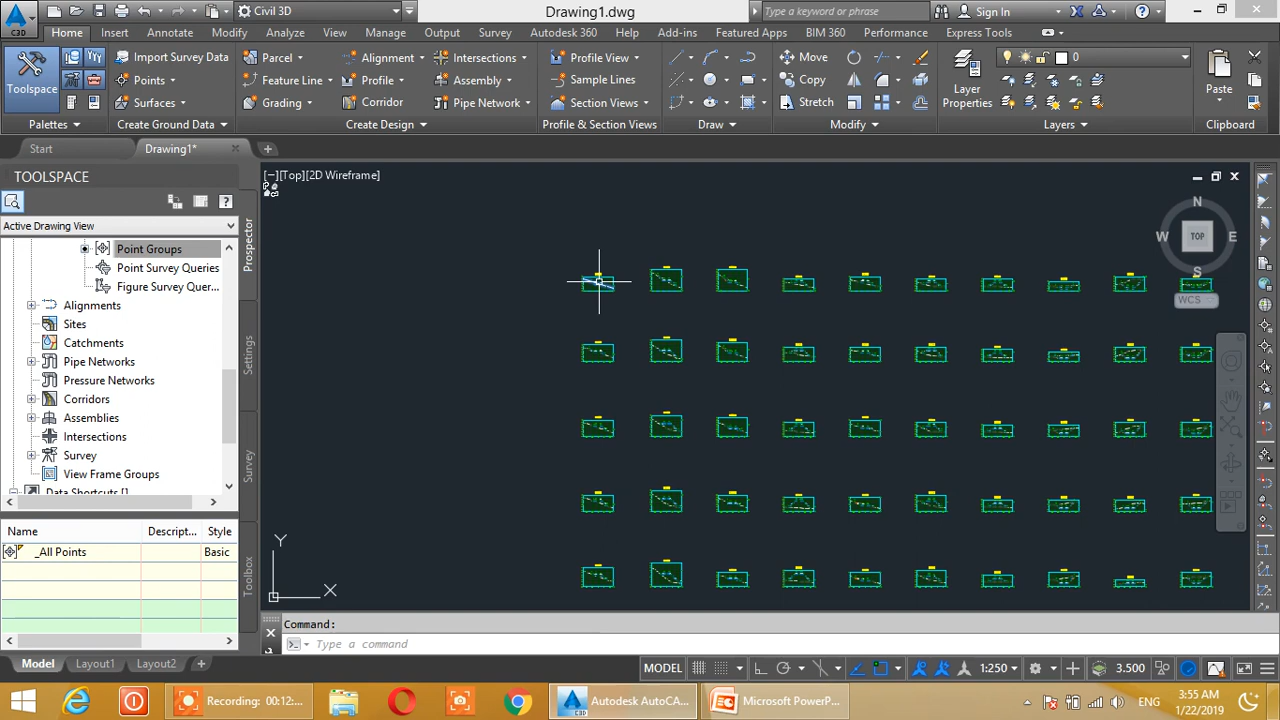 Civil 3D
Drawing1.dwg
Type a keyword or phrase
Sign In
C3D
Home Insert Annotate Modify Analyze View Manage Output Survey Autodesk 360 Help Add-ins Featured Apps BIM 360 Performance Express Tools
Toolspace
Import Survey Data
Points
Surfaces
Parcel
Feature Line
Grading
Alignment
Profile
Corridor
Intersections
Assembly
Pipe Network
Profile View
Sample Lines
Section Views
Move
Copy
Stretch
Layer
Properties
0
Paste
Palettes Create Ground Data Create Design Profile & Section Views Draw Modify Layers Clipboard
Start Drawing1*
TOOLSPACE
Active Drawing View
Point Groups
Point Survey Queries
Figure Survey Quer...
Alignments
Sites
Catchments
Pipe Networks
Pressure Networks
Corridors
Assemblies
Intersections
Survey
View Frame Groups
Data Shortcuts []
Prospector
Settings
Survey
Toolbox
Name Descript... Style
_All Points Basic
[−][Top][2D Wireframe]
N
W TOP E
S
WCS
Y
X
Command:
Type a command
Model Layout1 Layout2
MODEL 1:250 3.500
Recording: 00:12:... Autodesk AutoCA... Microsoft PowerP...
ENG
3:55 AM
1/22/2019